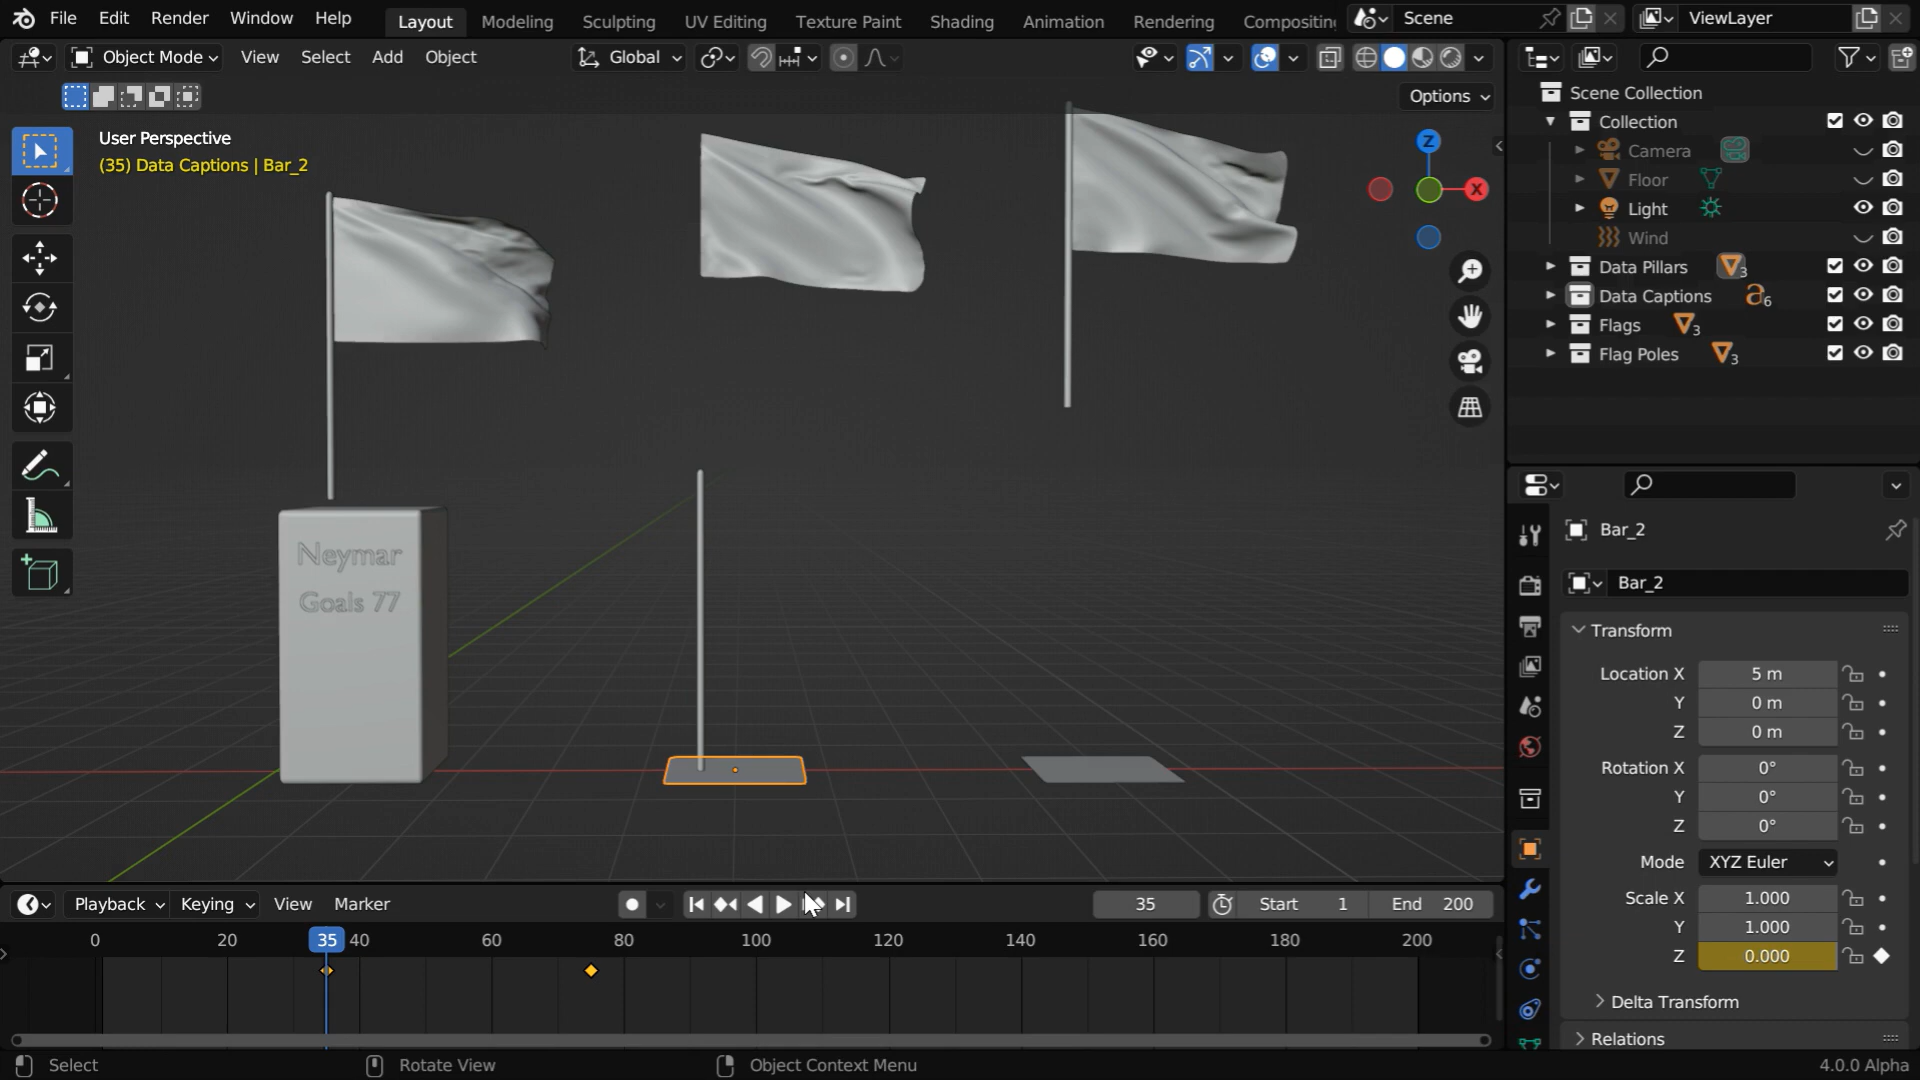 File Edit Render Window Help Layout Modeling Sculpting UV Editing Texture Paint Shading Animation Rendering Compositing Scene ViewLayer
Object Mode View Select Add Object Global
Options
User Perspective
(35) Data Captions | Bar_2
Z
X
Neymar
Goals 77
Scene Collection
Collection
Camera
Floor
Light
Wind
Data Pillars 3
Data Captions 6
Flags 3
Flag Poles 3
Bar_2
Bar_2
Transform
Location X 5 m
Y 0 m
Z 0 m
Rotation X 0°
Y 0°
Z 0°
Mode XYZ Euler
Scale X 1.000
Y 1.000
Z 0.000
Delta Transform
Relations
Playback Keying View Marker 35 Start 1 End 200
0 20 35 40 60 80 100 120 140 160 180 200
Select Rotate View Object Context Menu 4.0.0 Alpha